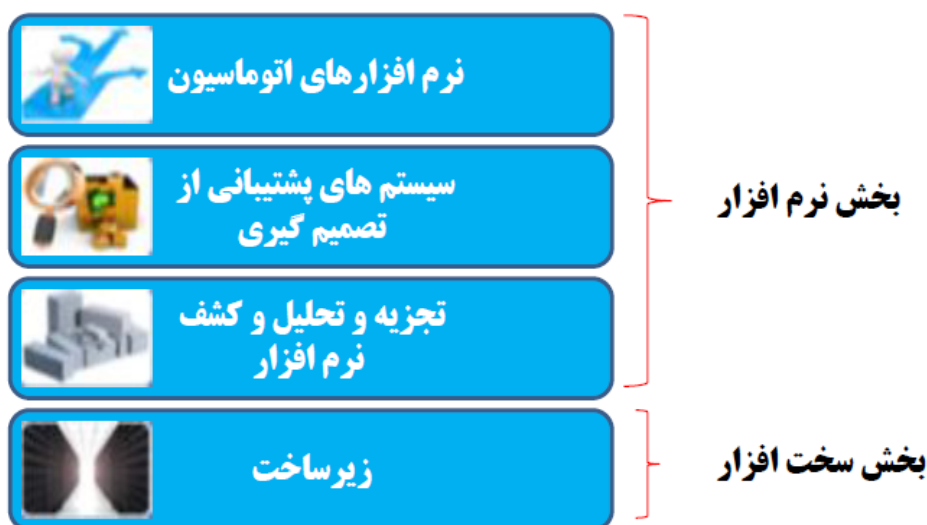 نرم افزارهای اتوماسیون
سیستم های پشتیبانی از
تصمیم گیری
تجزیه و تحلیل و کشف
نرم افزار
بخش نرم افزار
زیرساخت
بخش سخت افزار